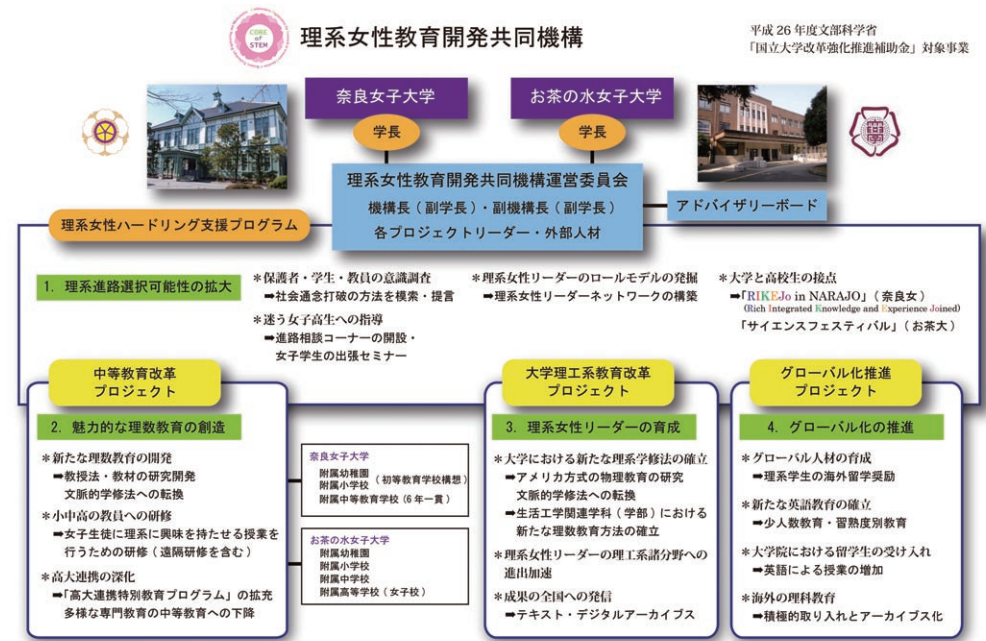 CORE
of
STEM
理系女性教育開発共同機構
平成26年度文部科学省
「国立大学改革強化推進補助金」対象事業
奈良女子大学
お茶の水女子大学
学長
学長
理系女性教育開発共同機構運営委員会
機構長(副学長)・副機構長(副学長)
各プロジェクトリーダー・外部人材
アドバイザリーボード
理系女性ハードリング支援プログラム
1. 理系進路選択可能性の拡大
*保護者・学生・教員の意識調査
➡社会通念打破の方法を模索・提言
*迷う女子高生への指導
➡進路相談コーナーの開設・
女子学生の出張セミナー
*理系女性リーダーのロールモデルの発掘
➡理系女性リーダーネットワークの構築
*大学と高校生の接点
➡「RIKEJo in NARAJO」(奈良女)
(Rich Integrated Knowledge and Experience Joined)
「サイエンスフェスティバル」(お茶大)
中等教育改革
プロジェクト
2. 魅力的な理数教育の創造
*新たな理数教育の開発
➡教授法・教材の研究開発
文脈的学修法への転換
*小中高の教員への研修
➡女子生徒に理系に興味を持たせる授業を
行うための研修(遠隔研修を含む)
*高大連携の深化
➡「高大連携特別教育プログラム」の拡充
多様な専門教育の中等教育への下降
奈良女子大学
附属幼稚園
附属小学校
(初等教育学校構想)
附属中等教育学校(6年一貫)
お茶の水女子大学
附属幼稚園
附属小学校
附属中学校
附属高等学校(女子校)
大学理工系教育改革
プロジェクト
3. 理系女性リーダーの育成
*大学における新たな理系学修法の確立
➡アメリカ方式の物理教育の研究
文脈的学修法への転換
➡生活工学関連学科(学部)における
新たな理数教育方法の確立
*理系女性リーダーの理工系諸分野への
進出加速
*成果の全国への発信
➡テキスト・デジタルアーカイブス
グローバル化推進
プロジェクト
4. グローバル化の推進
*グローバル人材の育成
➡理系学生の海外留学奨励
*新たな英語教育の確立
➡少人数教育・習熟度別教育
*大学院における留学生の受け入れ
➡英語による授業の増加
*海外の理科教育
➡積極的取り入れとアーカイブス化